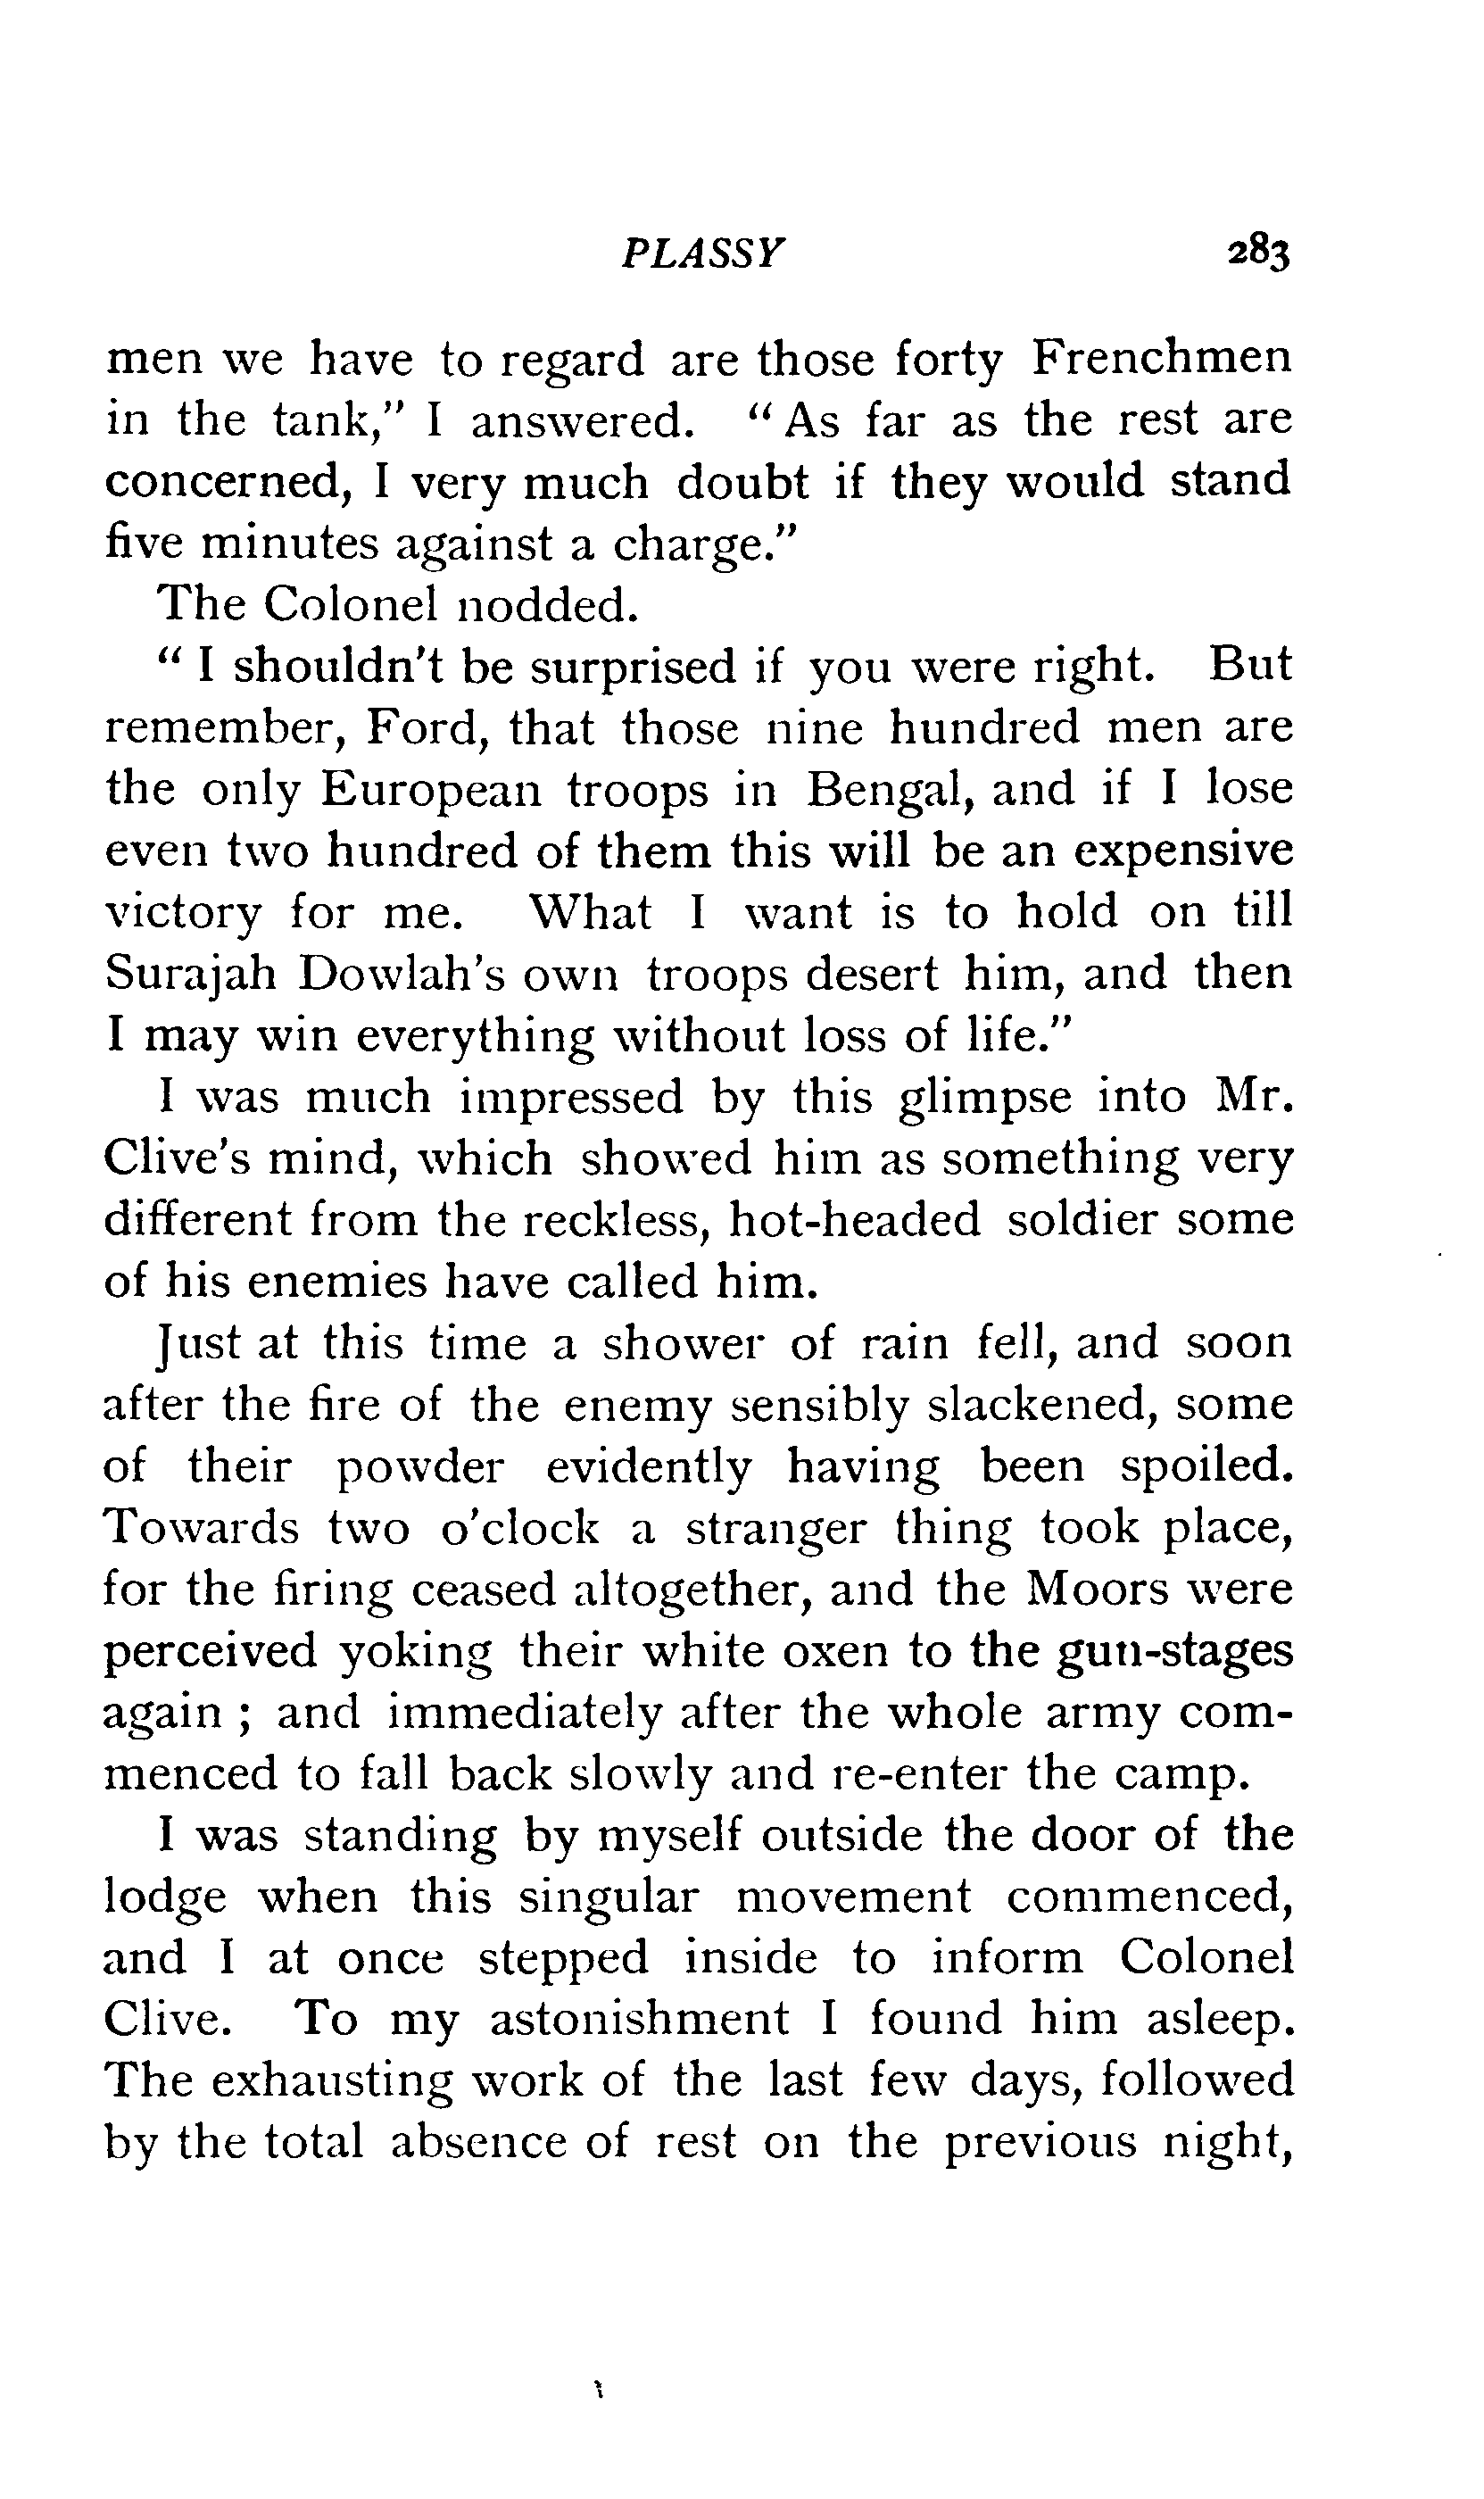 PLASSY 283
men we have to regard are those forty Frenchmen
in the tank," I answered. "As far as the rest are
concerned, I very much doubt if they would stand
five minutes against a charge."
The Colonel nodded.
"I shouldn't be surprised if you were right. But
remember, Ford, that those nine hundred men are
the only European troops in Bengal, and if I lose
even two hundred of them this will be an expensive
victory for me. What I want is to hold on till
Surajah Dowlah's own troops desert him, and then
I may win everything without loss of life."
I was much impressed by this glimpse into Mr.
Clive's mind, which showed him as something very
different from the reckless, hot-headed soldier some
of his enemies have called him.
Just at this time a shower of rain fell, and soon
after the fire of the enemy sensibly slackened, some
of their powder evidently having been spoiled.
Towards two o'clock a stranger thing took place,
for the firing ceased altogether, and the Moors were
perceived yoking their white oxen to the gun-stages
again ; and immediately after the whole army com-
menced to fall back slowly and re-enter the camp.
I was standing by myself outside the door of the
lodge when this singular movement commenced,
and I at once stepped inside to inform Colonel
Clive. To my astonishment I found him asleep.
The exhausting work of the last few days, followed
by the total absence of rest on the previous night,